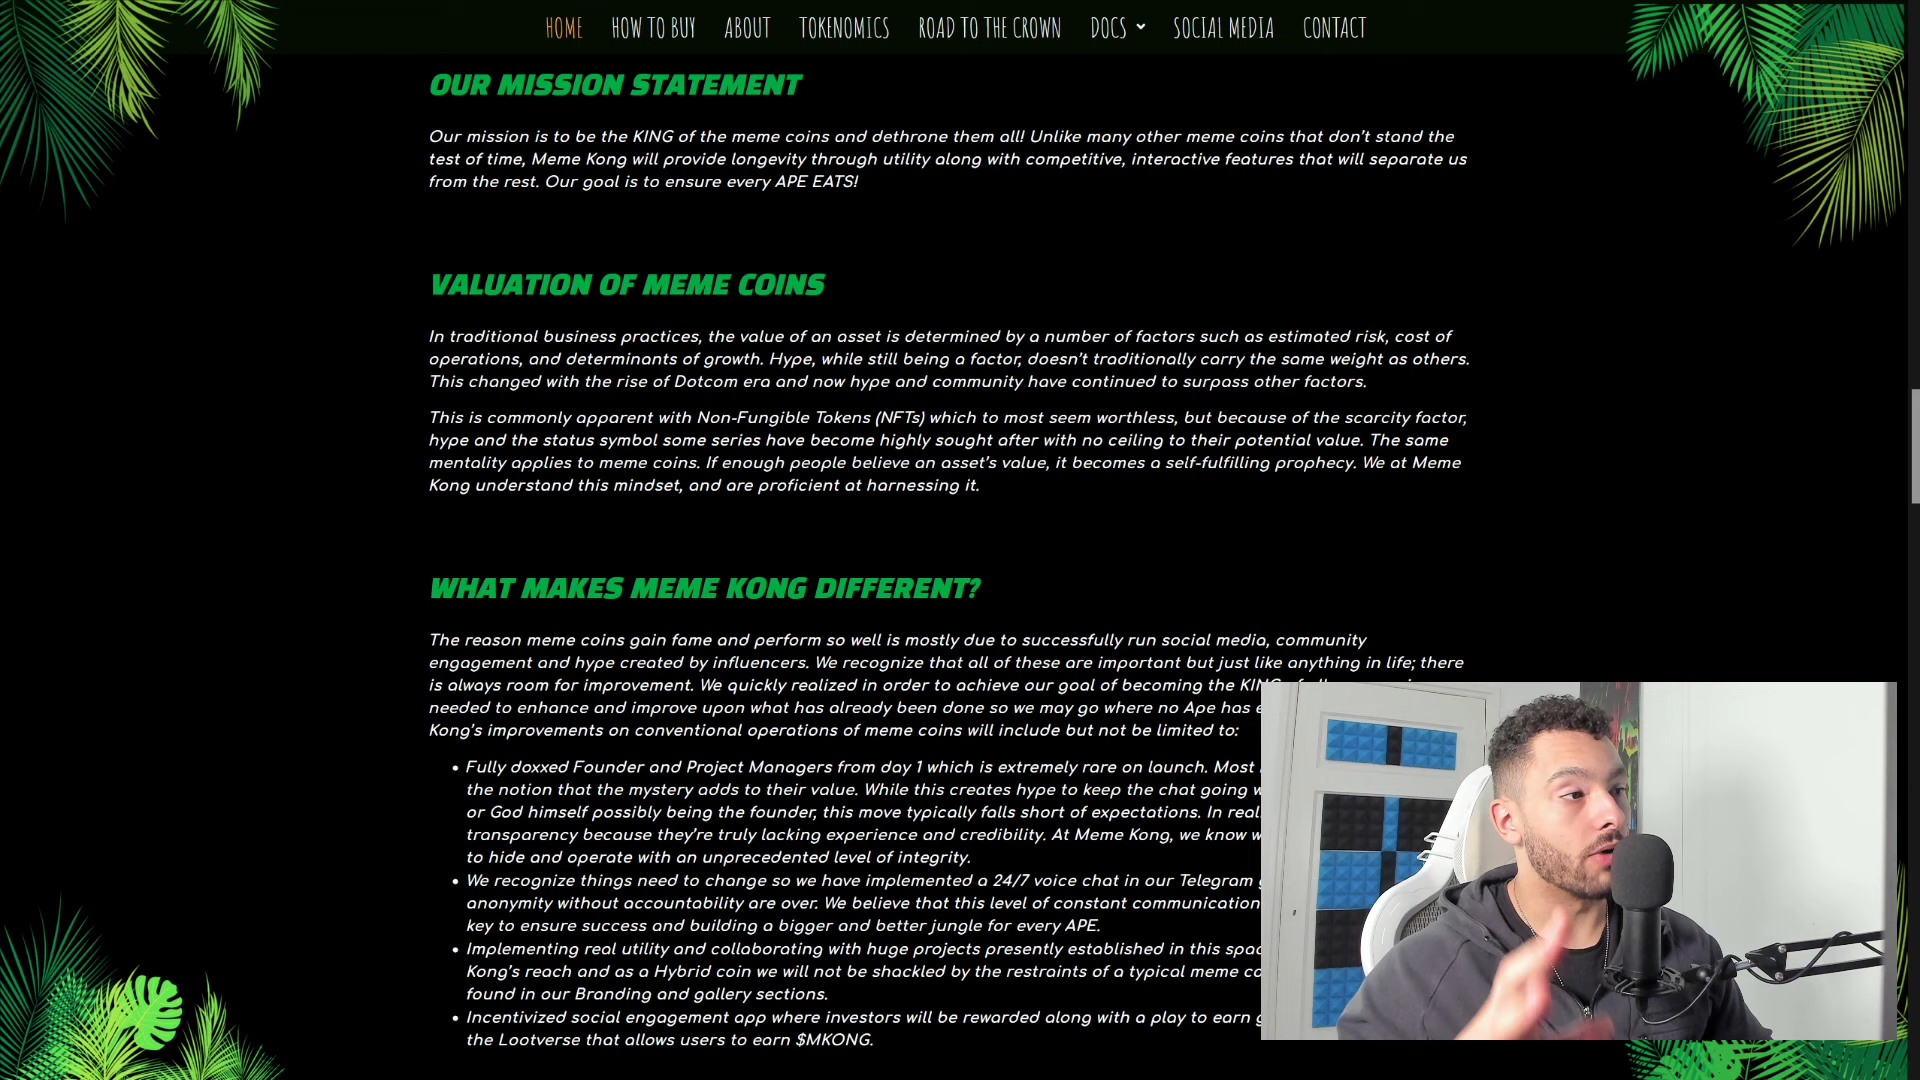 HOME HOW TO BUY ABOUT TOKENOMICS ROAD TO THE CROWN DOCS SOCIAL MEDIA CONTACT
OUR MISSION STATEMENT
Our mission is to be the KING of the meme coins and dethrone them all! Unlike many other meme coins that don't stand the
test of time, Meme Kong will provide longevity through utility along with competitive, interactive features that will separate us
from the rest. Our goal is to ensure every APE EATS!
VALUATION OF MEME COINS
In traditional business practices, the value of an asset is determined by a number of factors such as estimated risk, cost of
operations, and determinants of growth. Hype, while still being a factor, doesn't traditionally carry the same weight as others.
This changed with the rise of Dotcom era and now hype and community have continued to surpass other factors.
This is commonly apparent with Non-Fungible Tokens (NFTs) which to most seem worthless, but because of the scarcity factor,
hype and the status symbol some series have become highly sought after with no ceiling to their potential value. The same
mentality applies to meme coins. If enough people believe an asset's value, it becomes a self-fulfilling prophecy. We at Meme
Kong understand this mindset, and are proficient at harnessing it.
WHAT MAKES MEME KONG DIFFERENT?
The reason meme coins gain fame and perform so well is mostly due to successfully run social media, community
engagement and hype created by influencers. We recognize that all of these are important but just like anything in life; there
is always room for improvement. We quickly realized in order to achieve our goal of becoming the
needed to enhance and improve upon what has already been done so we may go where no Ape has
Kong's improvements on conventional operations of meme coins will include but not be limited to:
• Fully doxxed Founder and Project Managers from day 1 which is extremely rare on launch. Most
the notion that the mystery adds to their value. While this creates hype to keep the chat going
or God himself possibly being the founder, this move typically falls short of expectations. In
transparency because they're truly lacking experience and credibility. At Meme Kong, we know
to hide and operate with an unprecedented level of integrity.
• We recognize things need to change so we have implemented a 24/7 voice chat in our Telegram
anonymity without accountability are over. We believe that this level of constant communication
key to ensure success and building a bigger and better jungle for every APE.
• Implementing real utility and collaborating with huge projects presently established in this
Kong's reach and as a Hybrid coin we will not be shackled by the restraints of a typical meme
found in our Branding and gallery sections.
• Incentivized social engagement app where investors will be rewarded along with a play to earn
the Lootverse that allows users to earn $MKONG.